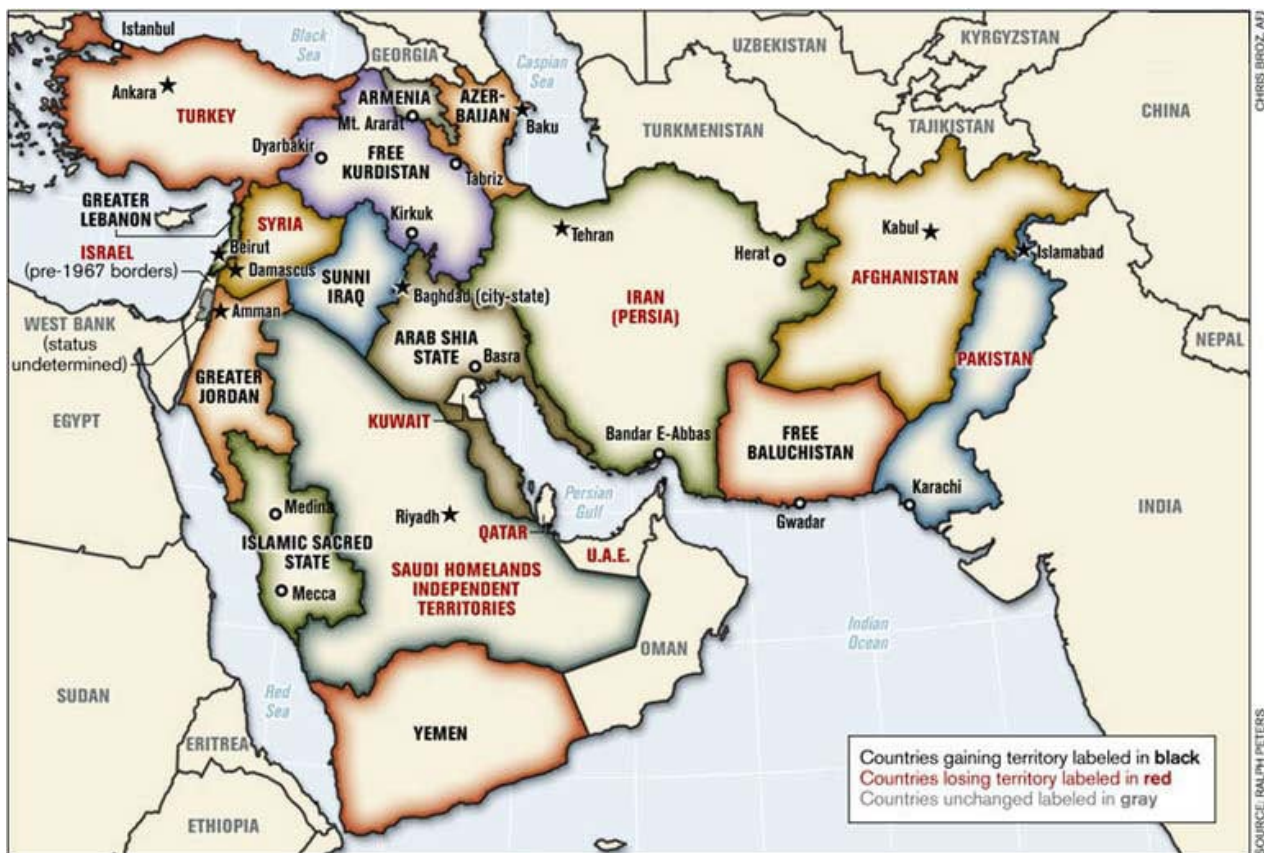 Istanbul
Black
Sea
GEORGIA
Caspian
Sea
UZBEKISTAN
KYRGYZSTAN
CHRIS BROZ, AFJ
Ankara
TURKEY
ARMENIA
Mt. Ararat
AZER-
BAIJAN
Baku
TURKMENISTAN
TAJIKISTAN
CHINA
Dyarbakir
FREE
KURDISTAN
Tabriz
GREATER
LEBANON
SYRIA
Kirkuk
Tehran
Herat
Kabul
Islamabad
ISRAEL
(pre-1967 borders)
Beirut
Damascus
SUNNI
IRAQ
Baghdad (city-state)
IRAN
(PERSIA)
AFGHANISTAN
WEST BANK
(status
undetermined)
Amman
ARAB SHIA
STATE
Basra
PAKISTAN
NEPAL
GREATER
JORDAN
EGYPT
KUWAIT
Bandar E-Abbas
FREE
BALUCHISTAN
Medina
Riyadh
Persian
Gulf
Karachi
Gwadar
INDIA
QATAR
U.A.E.
ISLAMIC SACRED
STATE
Mecca
SAUDI HOMELANDS
INDEPENDENT
TERRITORIES
OMAN
Indian
Ocean
SUDAN
Red
Sea
YEMEN
ERITREA
ETHIOPIA
Countries gaining territory labeled in black
Countries losing territory labeled in red
Countries unchanged labeled in gray
SOURCE: RALPH PETERS